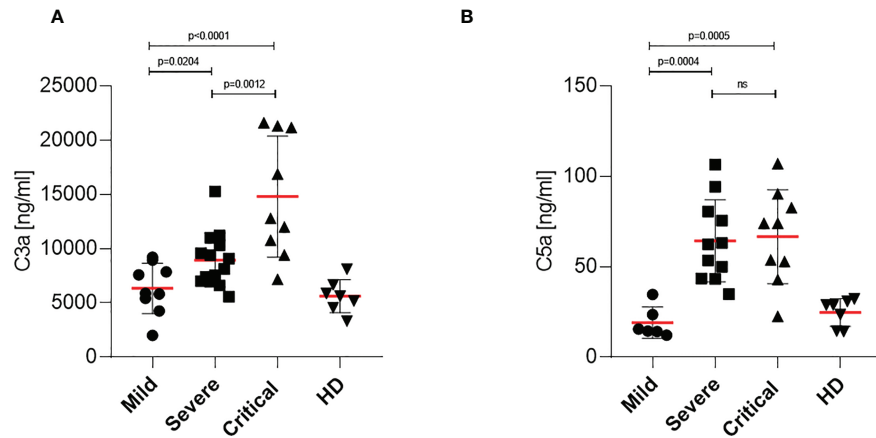 A
p<0.0001
p=0.0204
p=0.0012
C3a [ng/ml]
25000
20000
15000
10000
5000
0
Mild
Severe
Critical
HD
B
p=0.0005
p=0.0004
ns
C5a [ng/ml]
150
100
50
0
Mild
Severe
Critical
HD